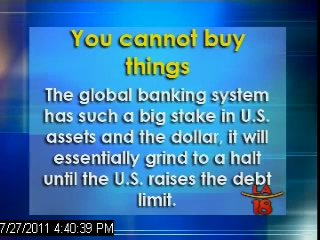 You cannot buy
things
The global banking system
has such a big stake in U.S.
assets and the dollar, it will
essentially grind to a halt
until the U.S. raises the debt
limit.
LA
18
7/27/2011 4:40:39 PM